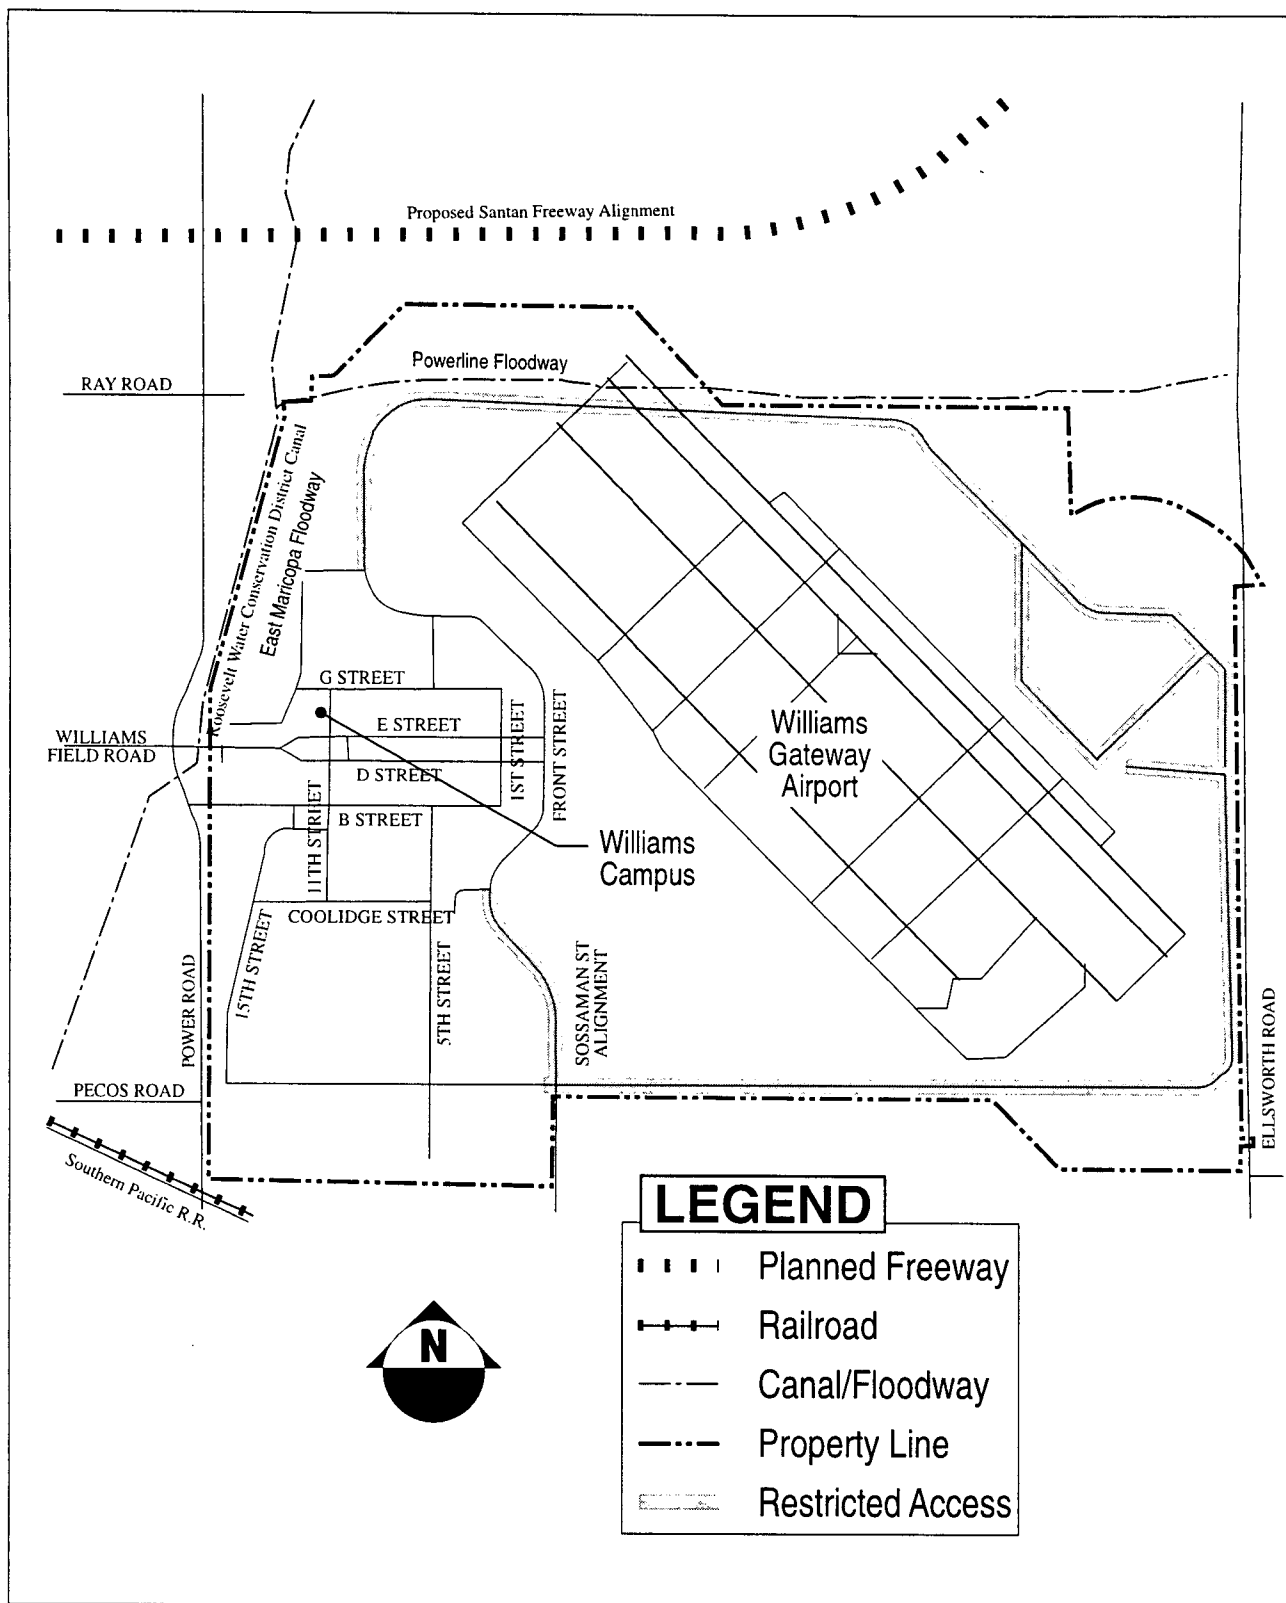 Proposed Santan Freeway Alignment
Powerline Floodway
RAY ROAD
Roosevelt Water Conservation District Canal
East Maricopa Floodway
G STREET
E STREET
WILLIAMS
FIELD ROAD
D STREET
1ST STREET
FRONT STREET
Williams
Gateway
Airport
B STREET
11TH STREET
Williams
Campus
COOLIDGE STREET
15TH STREET
5TH STREET
SOSSAMAN ST
ALIGNMENT
POWER ROAD
ELLSWORTH ROAD
PECOS ROAD
Southern Pacific R.R.
LEGEND
Planned Freeway
Railroad
Canal/Floodway
Property Line
Restricted Access
N